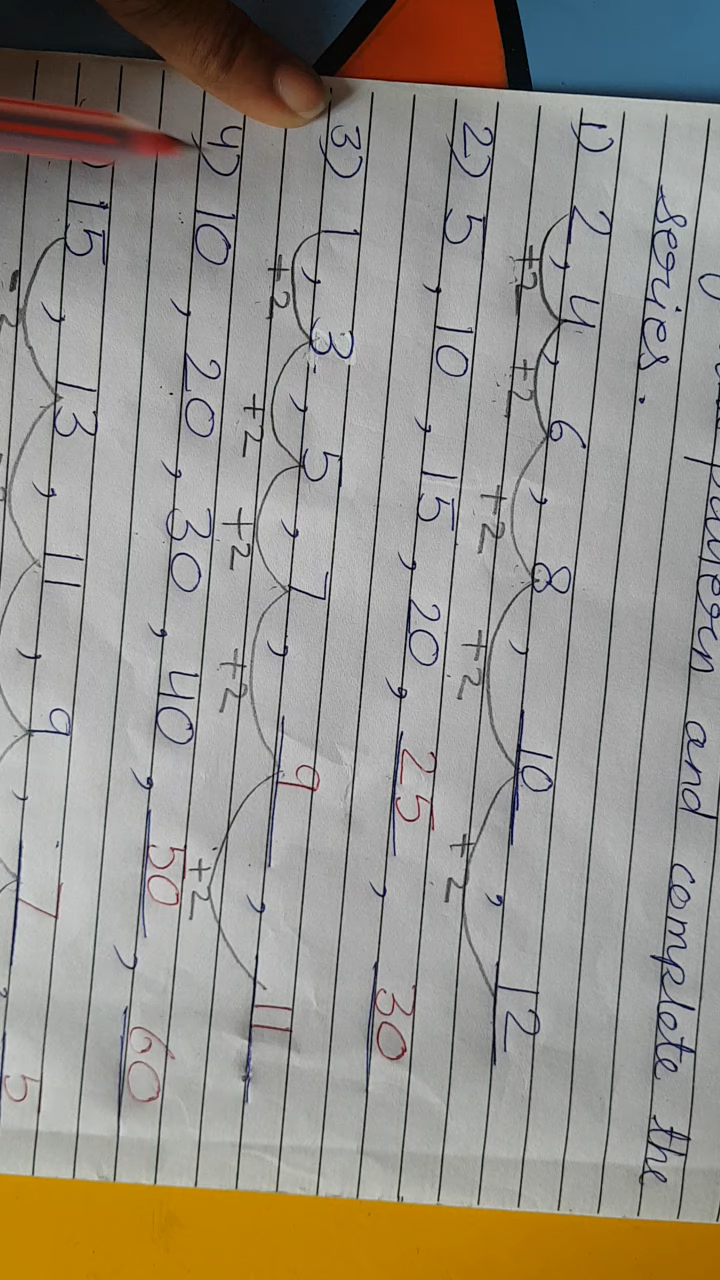 and complete the
series.
1) 2, 4, 6, 8, 10, 12
+2 +2 +2 +2 +2
2) 5, 10, 15, 20, 25, 30
3) 1, 3, 5, 7, 9, 11
+2 +2 +2 +2 +2
4) 10, 20, 30, 40, 50, 60
) 15, 13, 11, 9, 7, 5
-2